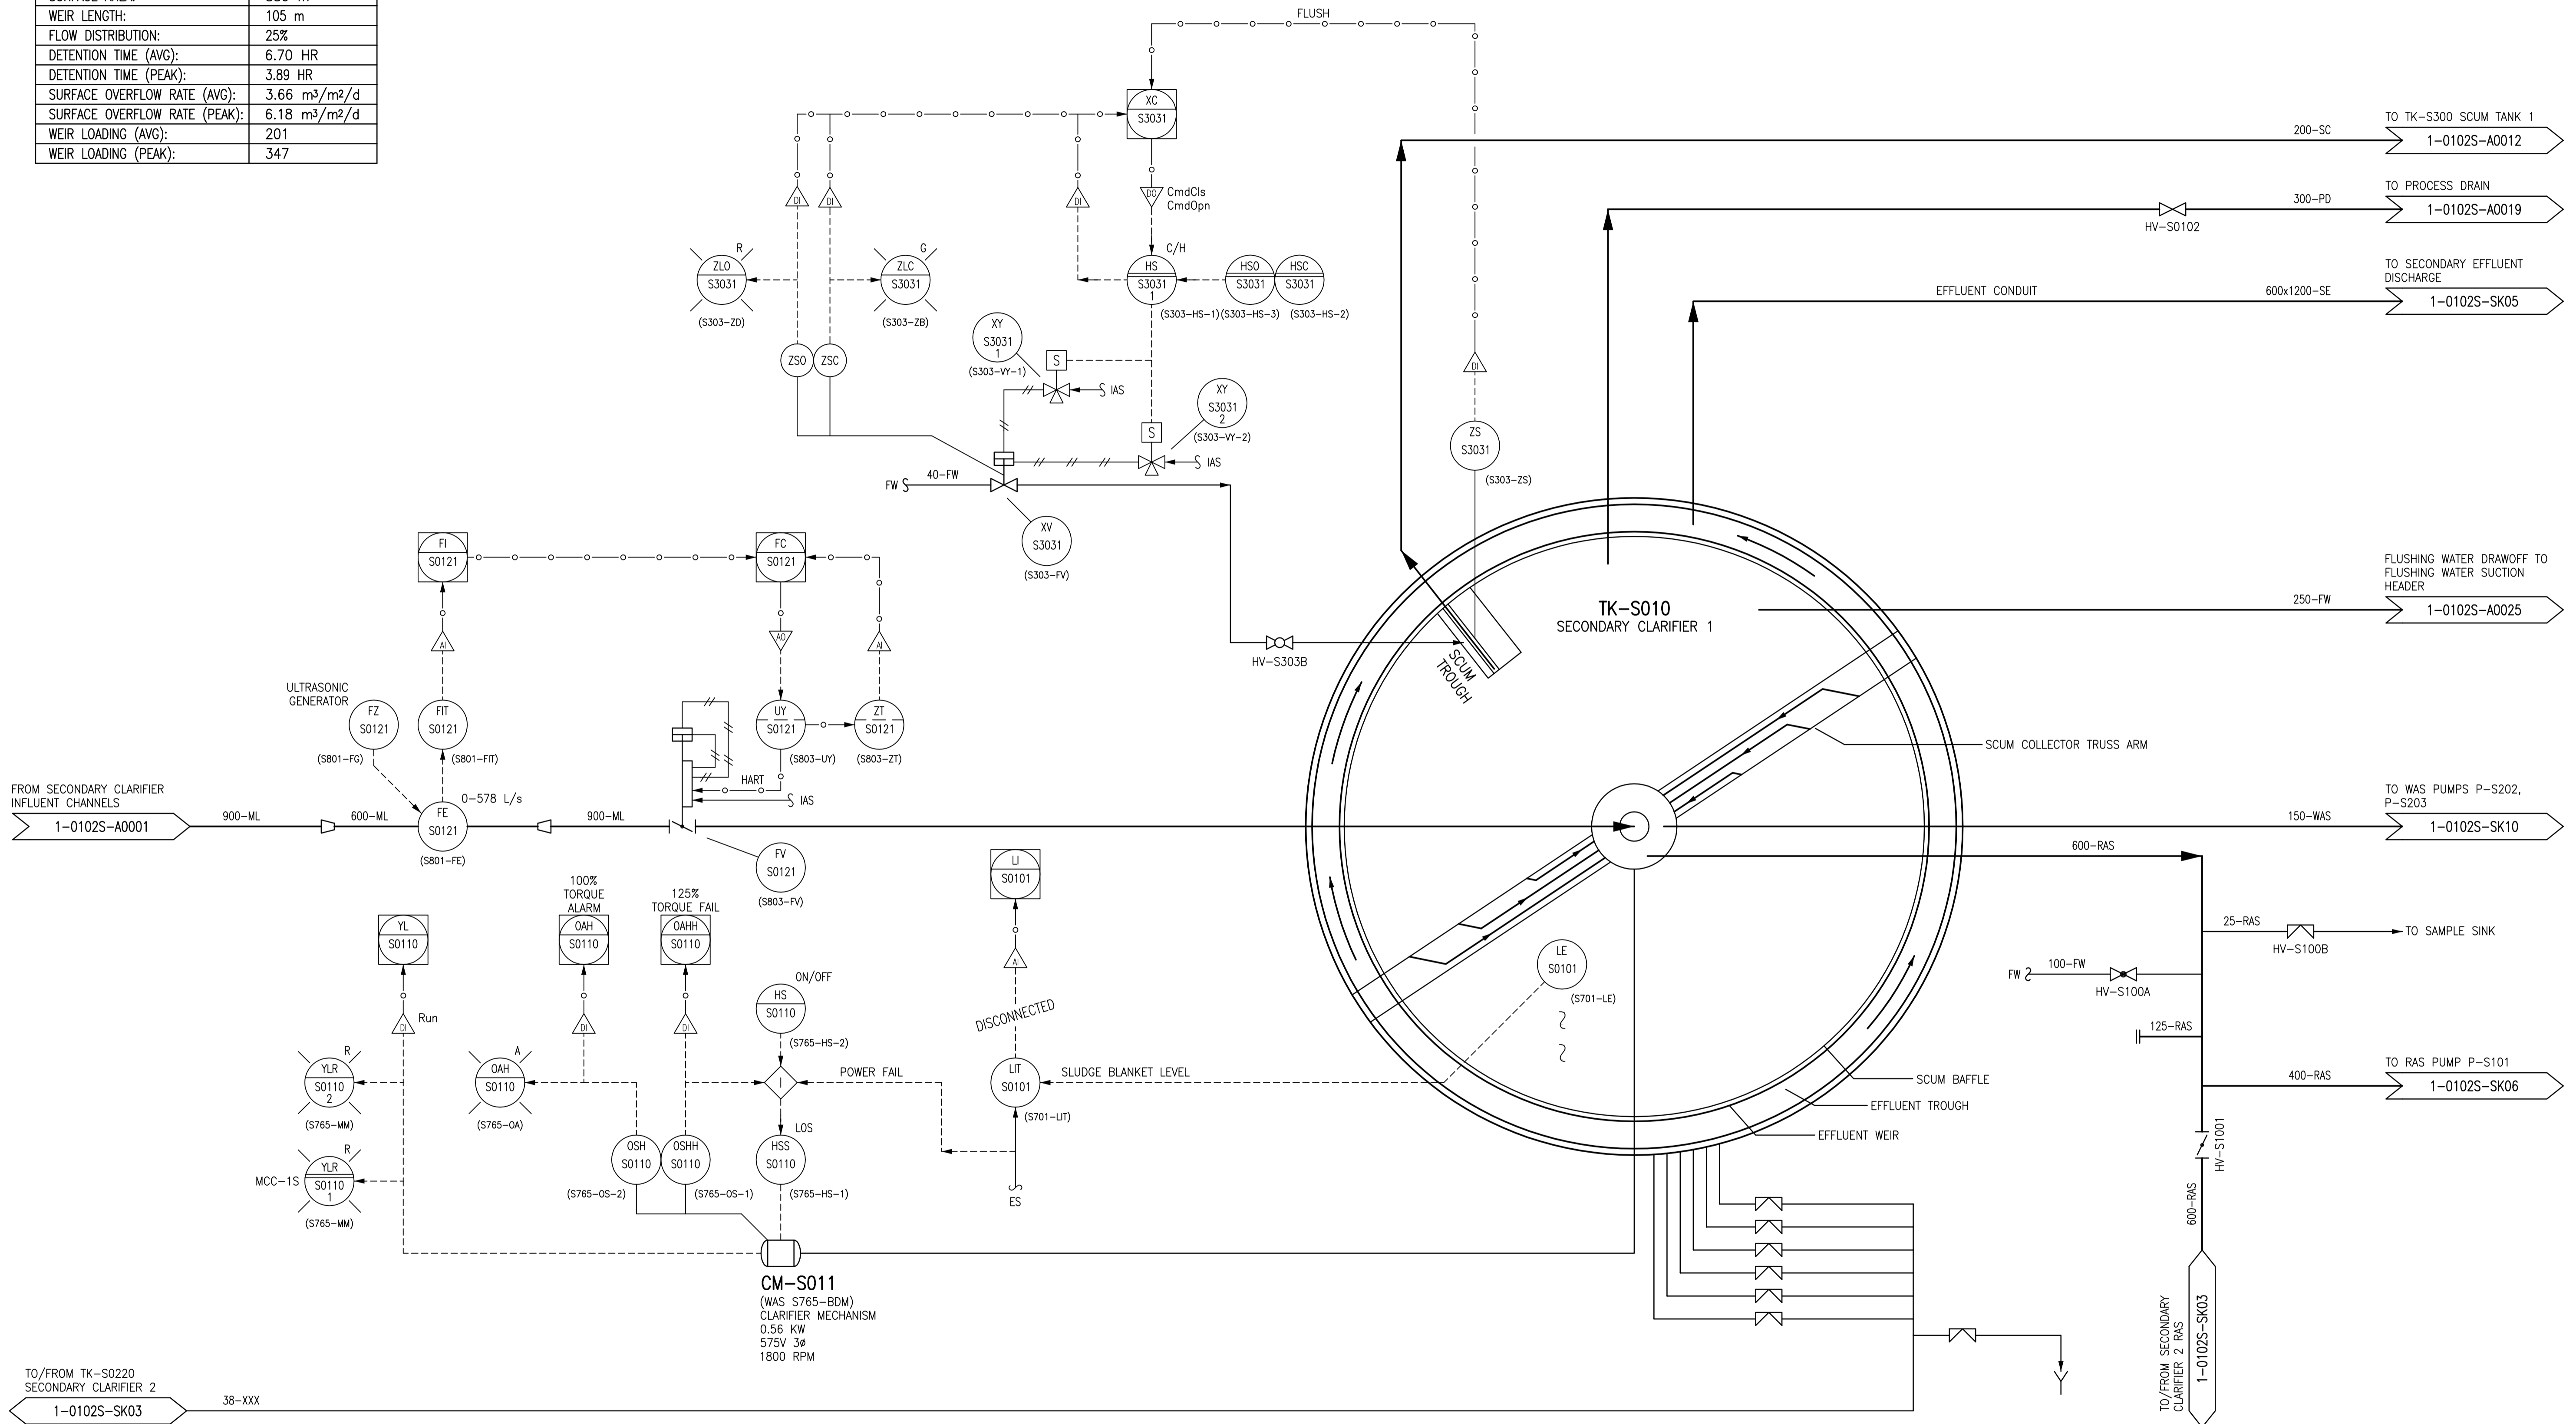 WEIR LENGTH: 105 m
FLOW DISTRIBUTION: 25%
DETENTION TIME (AVG): 6.70 HR
DETENTION TIME (PEAK): 3.89 HR
SURFACE OVERFLOW RATE (AVG): 3.66 m³/m²/d
SURFACE OVERFLOW RATE (PEAK): 6.18 m³/m²/d
WEIR LOADING (AVG): 201
WEIR LOADING (PEAK): 347
FLUSH
XC
S3031
DI
DI
DI
DO
CmdCls
CmdOpn
R
ZLO
S3031
(S303-ZD)
G
ZLC
S3031
(S303-ZB)
C/H
HS
S3031
1
(S303-HS-1)
HSO
S3031
(S303-HS-3)
HSC
S3031
(S303-HS-2)
ZSO
ZSC
XY
S3031
1
(S303-VY-1)
S
IAS
XY
S3031
2
(S303-VY-2)
S
IAS
DI
ZS
S3031
(S303-ZS)
FW
40-FW
XV
S3031
(S303-FV)
HV-S303B
200-SC
TO TK-S300 SCUM TANK 1
1-0102S-A0012
HV-S0102
300-PD
TO PROCESS DRAIN
1-0102S-A0019
EFFLUENT CONDUIT
600x1200-SE
TO SECONDARY EFFLUENT
DISCHARGE
1-0102S-SK05
FI
S0121
FC
S0121
AI
AO
AI
ULTRASONIC
GENERATOR
FZ
S0121
(S801-FG)
FIT
S0121
(S801-FIT)
UY
S0121
(S803-UY)
ZT
S0121
(S803-ZT)
HART
IAS
FROM SECONDARY CLARIFIER
INFLUENT CHANNELS
1-0102S-A0001
900-ML
600-ML
0-578 L/s
FE
S0121
(S801-FE)
900-ML
FV
S0121
(S803-FV)
TK-S010
SECONDARY CLARIFIER 1
SCUM
TROUGH
250-FW
FLUSHING WATER DRAWOFF TO
FLUSHING WATER SUCTION
HEADER
1-0102S-A0025
SCUM COLLECTOR TRUSS ARM
150-WAS
TO WAS PUMPS P-S202,
P-S203
1-0102S-SK10
600-RAS
25-RAS
HV-S100B
TO SAMPLE SINK
FW
100-FW
HV-S100A
125-RAS
400-RAS
TO RAS PUMP P-S101
1-0102S-SK06
HV-S1001
600-RAS
TO/FROM SECONDARY
CLARIFIER 2 RAS
1-0102S-SK03
YL
S0110
DI
Run
R
YLR
S0110
2
(S765-MM)
MCC-1S
R
YLR
S0110
1
(S765-MM)
100%
TORQUE
ALARM
OAH
S0110
DI
A
OAH
S0110
(S765-OA)
125%
TORQUE FAIL
OAHH
S0110
DI
ON/OFF
HS
S0110
(S765-HS-2)
I
POWER FAIL
OSH
S0110
(S765-OS-2)
OSHH
S0110
(S765-OS-1)
LOS
HSS
S0110
(S765-HS-1)
LI
S0101
AI
DISCONNECTED
LIT
S0101
(S701-LIT)
ES
SLUDGE BLANKET LEVEL
LE
S0101
(S701-LE)
SCUM BAFFLE
EFFLUENT TROUGH
EFFLUENT WEIR
CM-S011
(WAS S765-BDM)
CLARIFIER MECHANISM
0.56 KW
575V 3ø
1800 RPM
TO/FROM TK-S0220
SECONDARY CLARIFIER 2
1-0102S-SK03
38-XXX